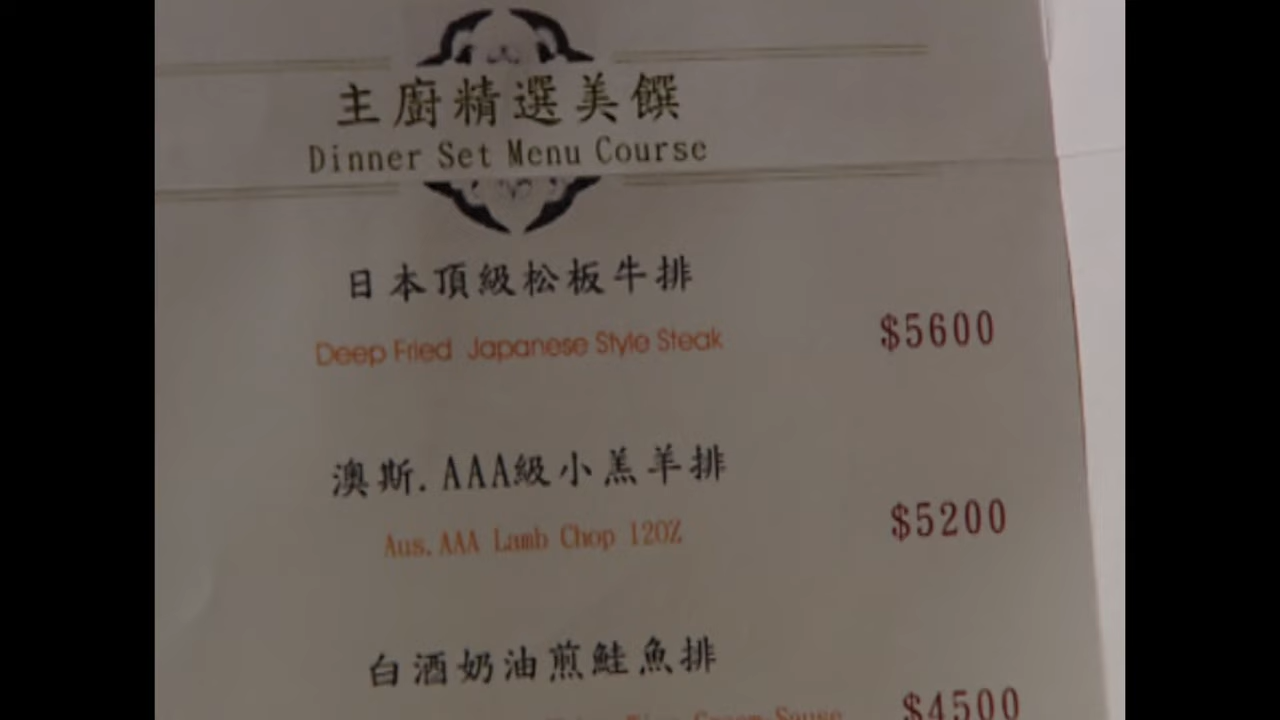 主廚精選美饌
Dinner Set Menu Course
日本頂級松板牛排
Deep Fried Japanese Style Steak
$5600
澳斯.AAA級小羔羊排
Aus.AAA Lamb Chop 12OZ
$5200
白酒奶油煎鮭魚排
$4500